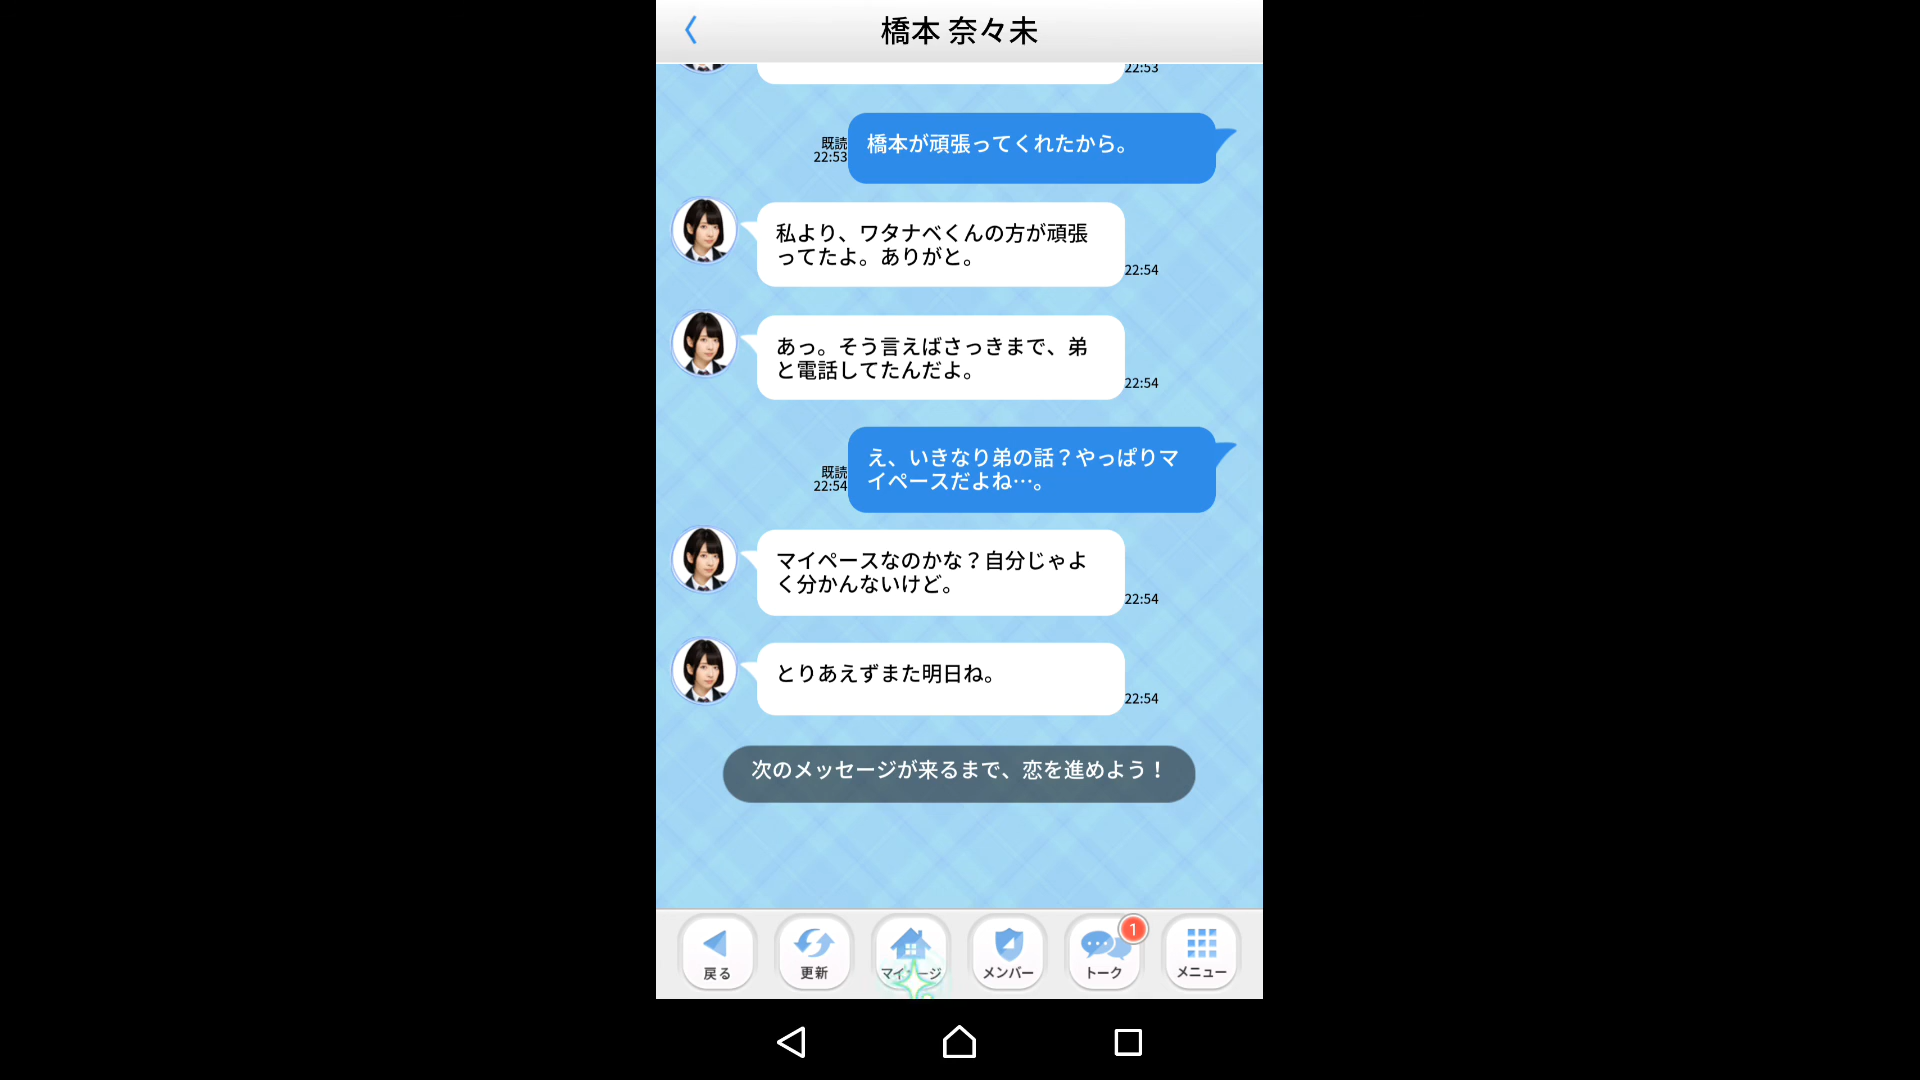 橋本 奈々未
22:53
橋本が頑張ってくれたから。
既読
22:53
私より、ワタナベくんの方が頑張
ってたよ。ありがと。
22:54
あっ。そう言えばさっきまで、弟
と電話してたんだよ。
22:54
え、いきなり弟の話？やっぱりマ
イペースだよね…。
既読
22:54
マイペースなのかな？自分じゃよ
く分かんないけど。
22:54
とりあえずまた明日ね。
22:54
次のメッセージが来るまで、恋を進めよう！
1
戻る
更新
マイページ
メンバー
トーク
メニュー